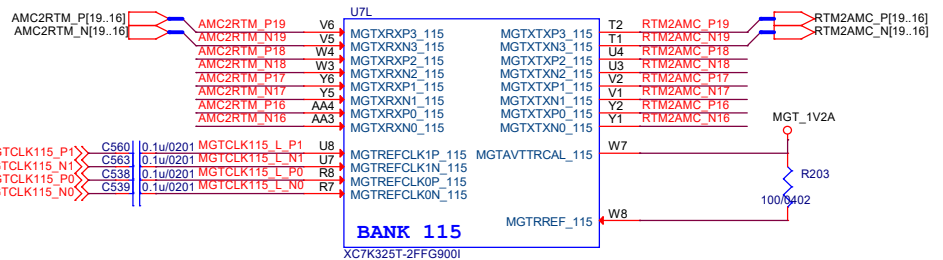 U7L
AMC2RTM_P[19..16]
AMC2RTM_N[19..16]
AMC2RTM_P19 V6 MGTXRXP3_115 MGTXTXP3_115 T2 RTM2AMC_P19 RTM2AMC_P[19..16]
AMC2RTM_N19 V5 MGTXRXN3_115 MGTXTXN3_115 T1 RTM2AMC_N19 RTM2AMC_N[19..16]
AMC2RTM_P18 W4 MGTXRXP2_115 MGTXTXP2_115 U4 RTM2AMC_P18
AMC2RTM_N18 W3 MGTXRXN2_115 MGTXTXN2_115 U3 RTM2AMC_N18
AMC2RTM_P17 Y6 MGTXRXP1_115 MGTXTXP1_115 V2 RTM2AMC_P17
AMC2RTM_N17 Y5 MGTXRXN1_115 MGTXTXN1_115 V1 RTM2AMC_N17
AMC2RTM_P16 AA4 MGTXRXP0_115 MGTXTXP0_115 Y2 RTM2AMC_P16
AMC2RTM_N16 AA3 MGTXRXN0_115 MGTXTXN0_115 Y1 RTM2AMC_N16
MGT_1V2A
GTCLK115_P1 C560 0.1u/0201 MGTCLK115_L_P1 U8 MGTREFCLK1P_115 MGTAVTTRCAL_115 W7
GTCLK115_N1 C563 0.1u/0201 MGTCLK115_L_N1 U7 MGTREFCLK1N_115
GTCLK115_P0 C538 0.1u/0201 MGTCLK115_L_P0 R8 MGTREFCLK0P_115
GTCLK115_N0 C539 0.1u/0201 MGTCLK115_L_N0 R7 MGTREFCLK0N_115
R203
100/0402
MGTRREF_115 W8
BANK 115
XC7K325T-2FFG900I